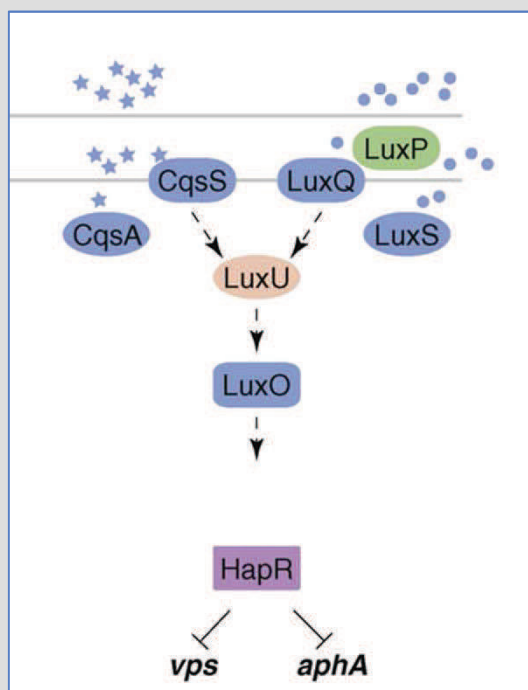 LuxP
CqsS LuxQ
CqsA LuxS
LuxU
LuxO
HapR
vps aphA